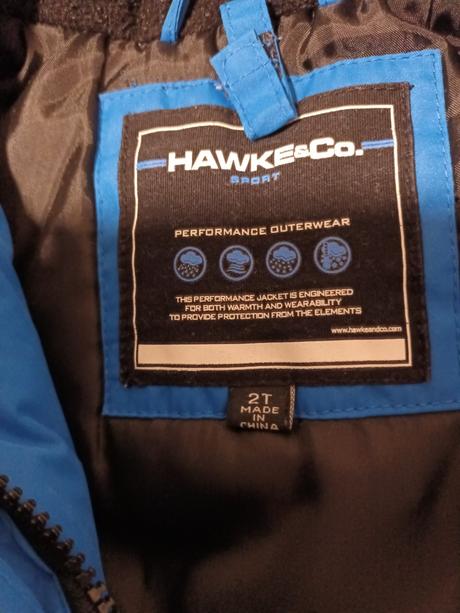 HAWKE&Co.
SPORT
PERFORMANCE OUTERWEAR
THIS PERFORMANCE JACKET IS ENGINEERED
FOR BOTH WARMTH AND WEARABILITY
TO PROVIDE PROTECTION FROM THE ELEMENTS
www.hawkeandco.com
2T
MADE
IN
CHINA